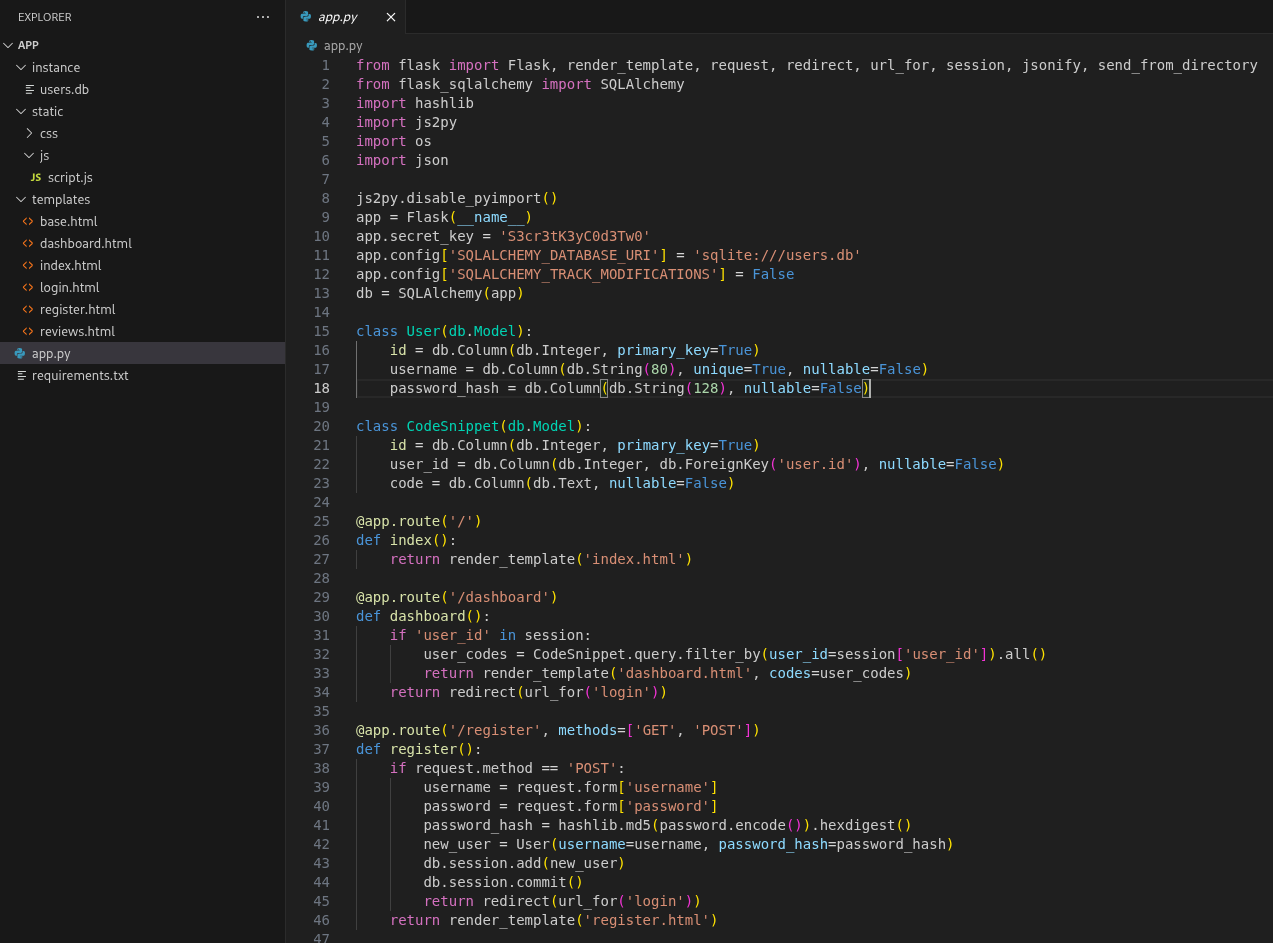 EXPLORER
APP
instance
users.db
static
css
js
JS script.js
templates
base.html
dashboard.html
index.html
login.html
register.html
reviews.html
app.py
requirements.txt
app.py
app.py
1 from flask import Flask, render_template, request, redirect, url_for, session, jsonify, send_from_directory
2 from flask_sqlalchemy import SQLAlchemy
3 import hashlib
4 import js2py
5 import os
6 import json
7
8 js2py.disable_pyimport()
9 app = Flask(__name__)
10 app.secret_key = 'S3cr3tK3yC0d3Tw0'
11 app.config['SQLALCHEMY_DATABASE_URI'] = 'sqlite:///users.db'
12 app.config['SQLALCHEMY_TRACK_MODIFICATIONS'] = False
13 db = SQLAlchemy(app)
14
15 class User(db.Model):
16     id = db.Column(db.Integer, primary_key=True)
17     username = db.Column(db.String(80), unique=True, nullable=False)
18     password_hash = db.Column(db.String(128), nullable=False)
19
20 class CodeSnippet(db.Model):
21     id = db.Column(db.Integer, primary_key=True)
22     user_id = db.Column(db.Integer, db.ForeignKey('user.id'), nullable=False)
23     code = db.Column(db.Text, nullable=False)
24
25 @app.route('/')
26 def index():
27     return render_template('index.html')
28
29 @app.route('/dashboard')
30 def dashboard():
31     if 'user_id' in session:
32         user_codes = CodeSnippet.query.filter_by(user_id=session['user_id']).all()
33         return render_template('dashboard.html', codes=user_codes)
34     return redirect(url_for('login'))
35
36 @app.route('/register', methods=['GET', 'POST'])
37 def register():
38     if request.method == 'POST':
39         username = request.form['username']
40         password = request.form['password']
41         password_hash = hashlib.md5(password.encode()).hexdigest()
42         new_user = User(username=username, password_hash=password_hash)
43         db.session.add(new_user)
44         db.session.commit()
45         return redirect(url_for('login'))
46     return render_template('register.html')
47